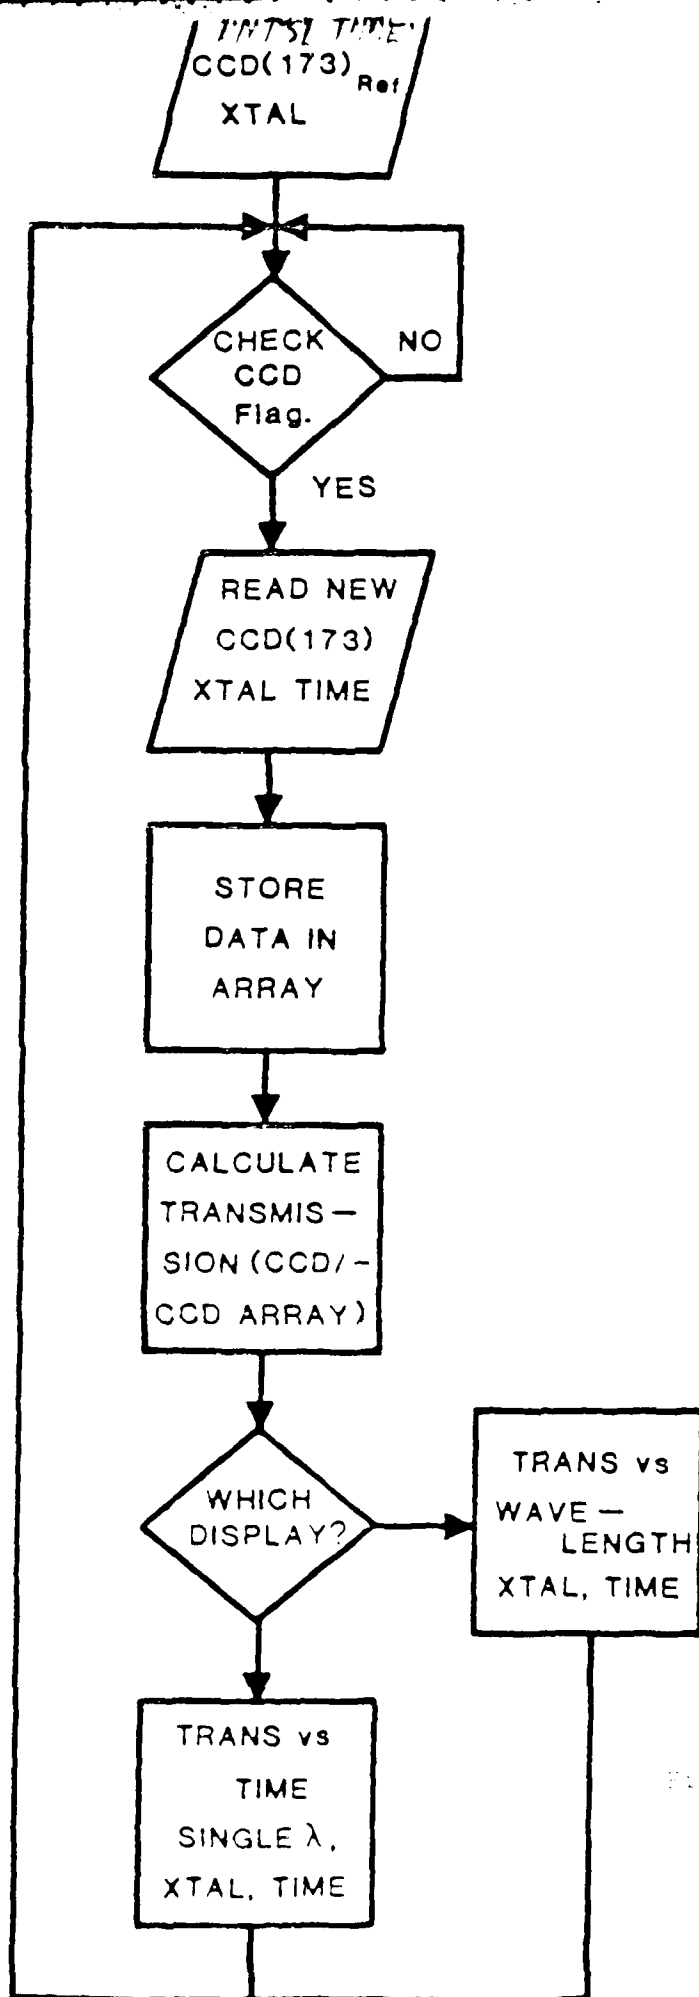 TIME
CCD(173) Ref
XTAL
CHECK
CCD
Flag.
NO
YES
READ NEW
CCD(173)
XTAL TIME
STORE
DATA IN
ARRAY
CALCULATE
TRANSMIS—
SION (CCD/-
CCD ARRAY)
WHICH
DISPLAY?
TRANS vs
WAVE—
LENGTH
XTAL, TIME
TRANS vs
TIME
SINGLE λ,
XTAL, TIME